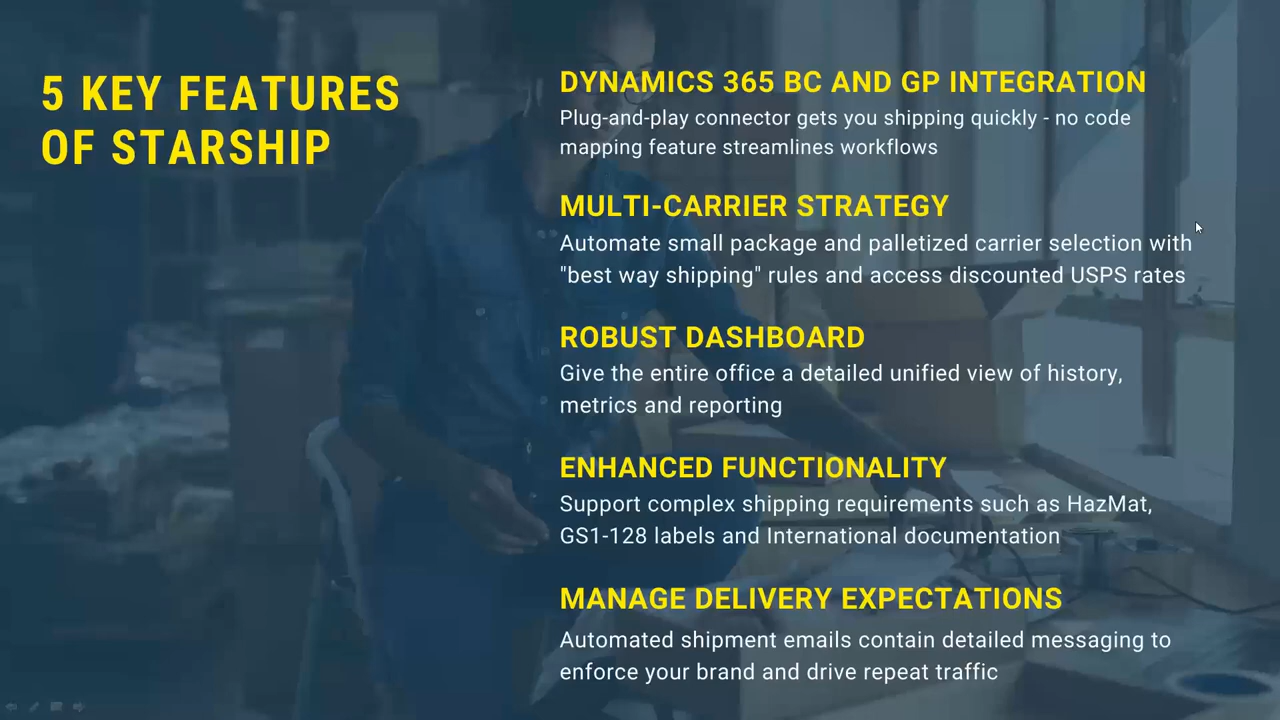 5 KEY FEATURES
OF STARSHIP
DYNAMICS 365 BC AND GP INTEGRATION
Plug-and-play connector gets you shipping quickly - no code
mapping feature streamlines workflows
MULTI-CARRIER STRATEGY
Automate small package and palletized carrier selection with
"best way shipping" rules and access discounted USPS rates
ROBUST DASHBOARD
Give the entire office a detailed unified view of history,
metrics and reporting
ENHANCED FUNCTIONALITY
Support complex shipping requirements such as HazMat,
GS1-128 labels and International documentation
MANAGE DELIVERY EXPECTATIONS
Automated shipment emails contain detailed messaging to
enforce your brand and drive repeat traffic